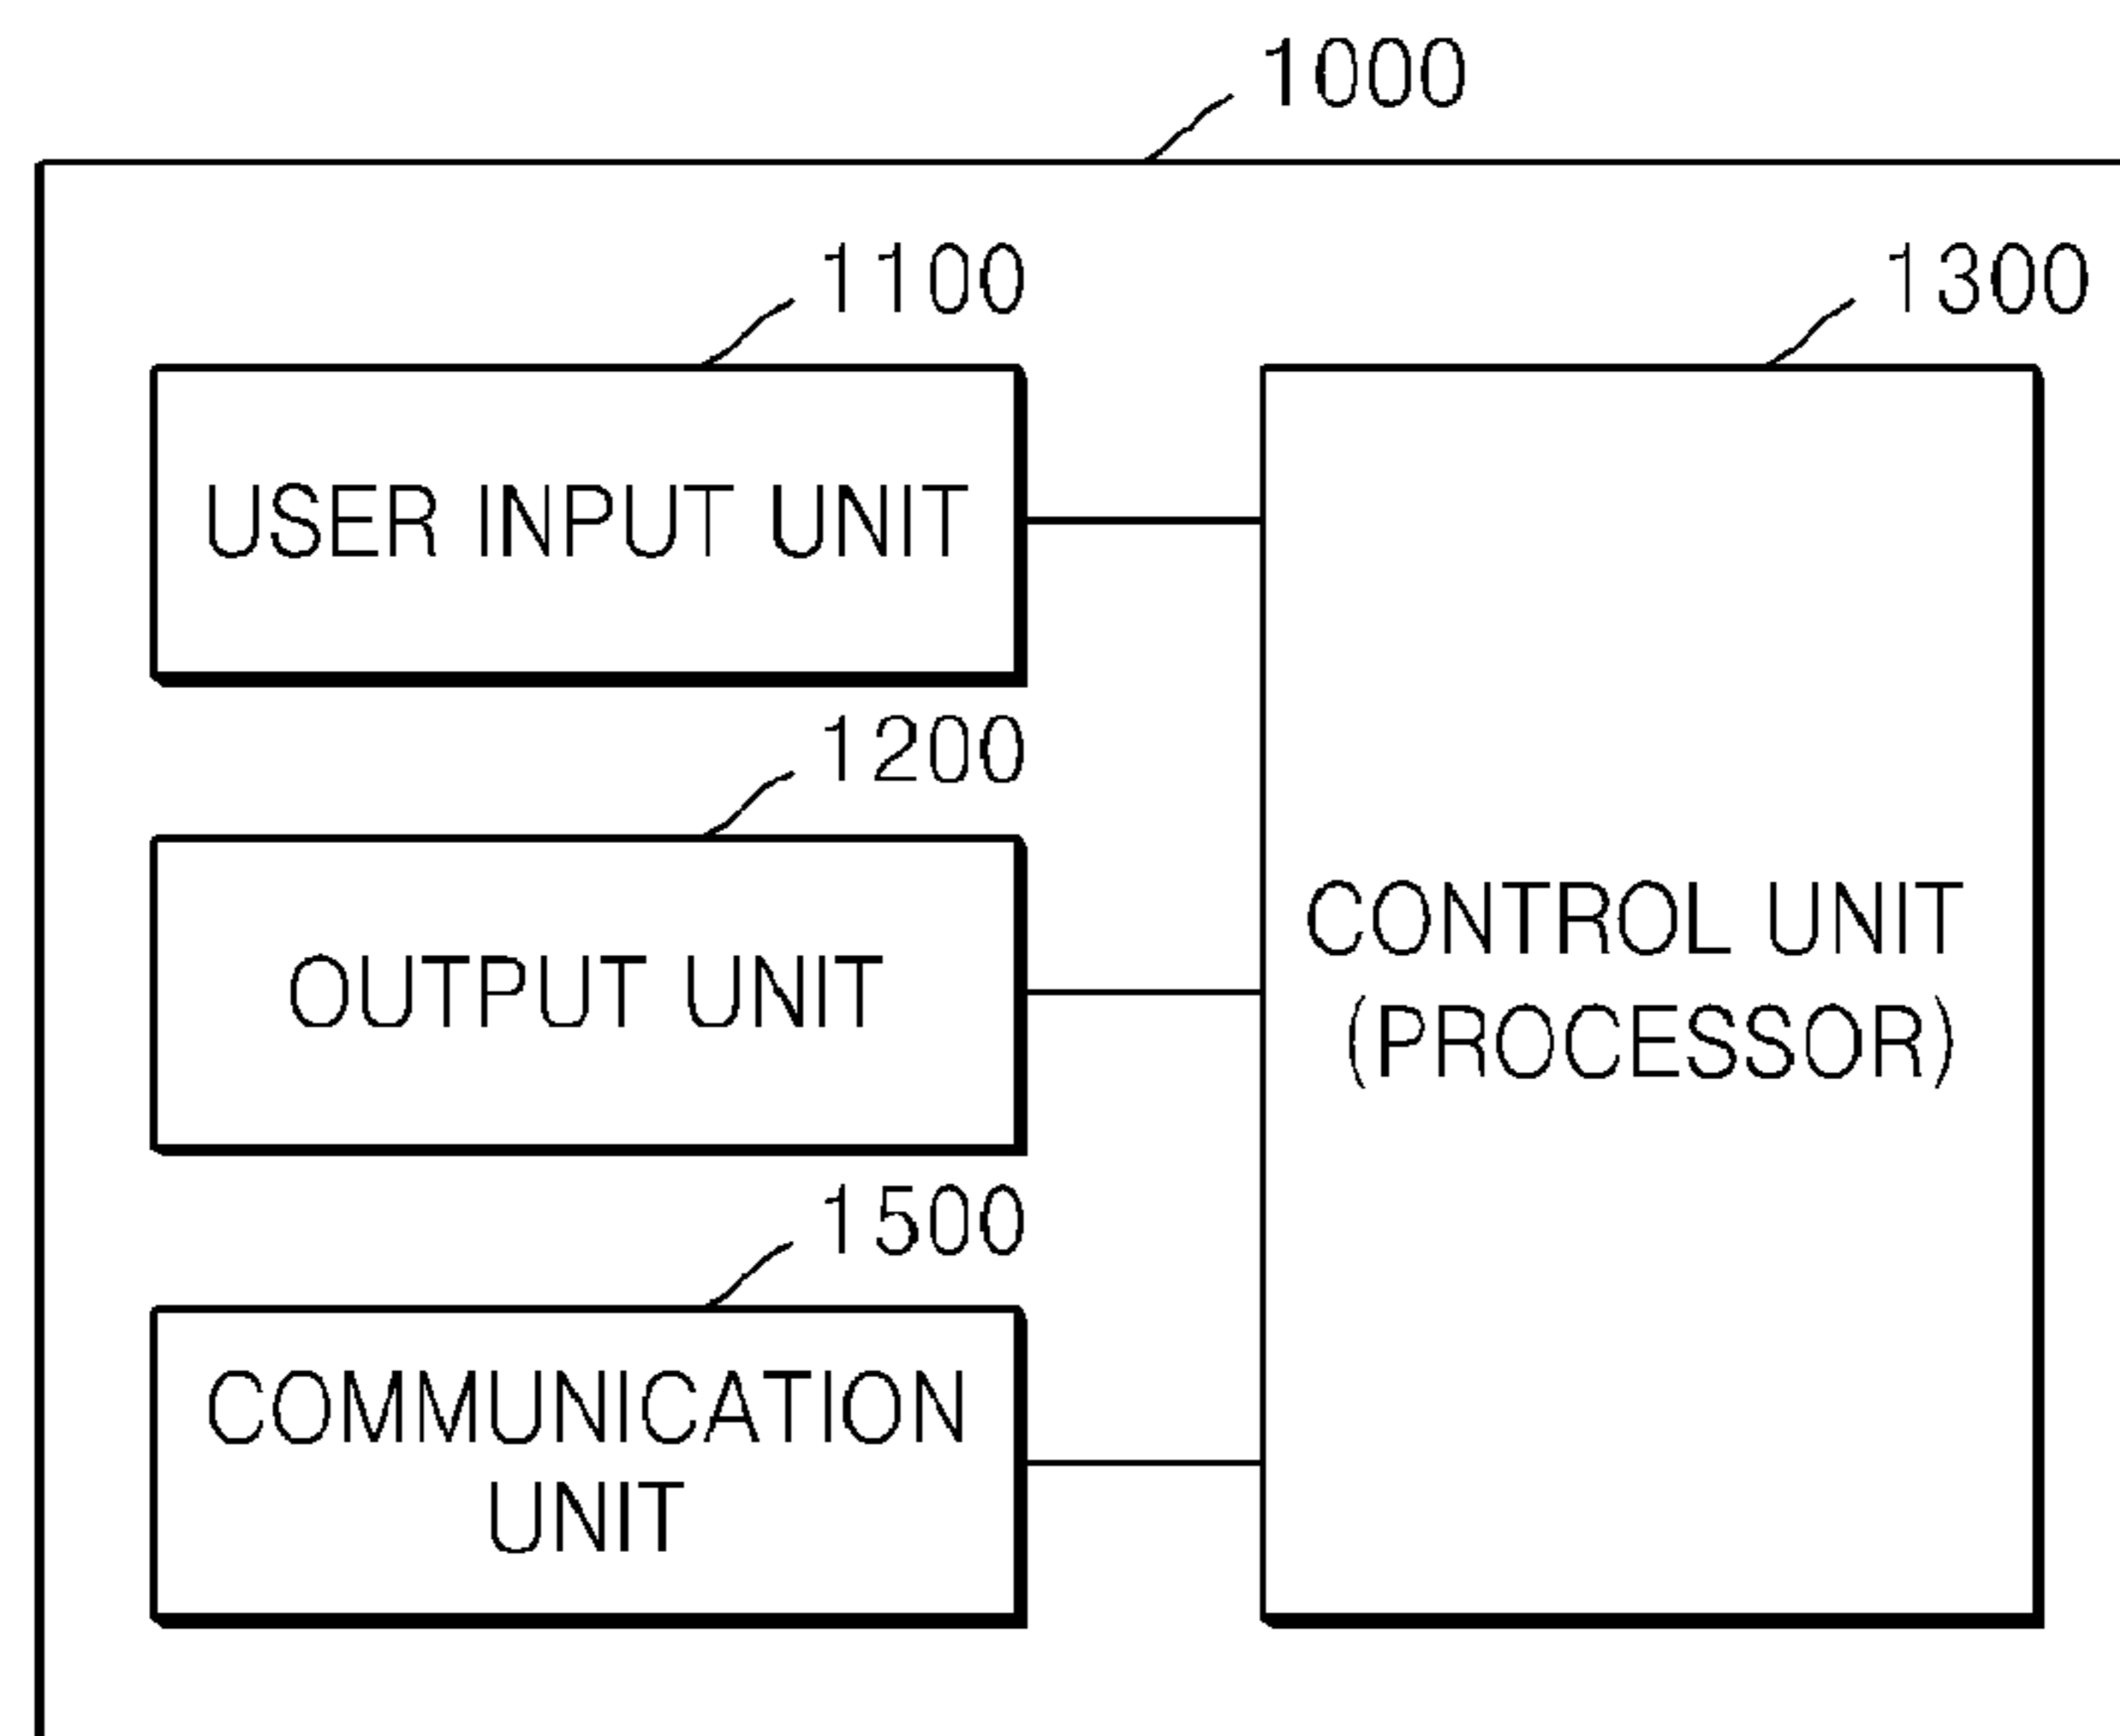 1000
1100
USER INPUT UNIT
1200
OUTPUT UNIT
1500
COMMUNICATION
UNIT
1300
CONTROL UNIT
(PROCESSOR)